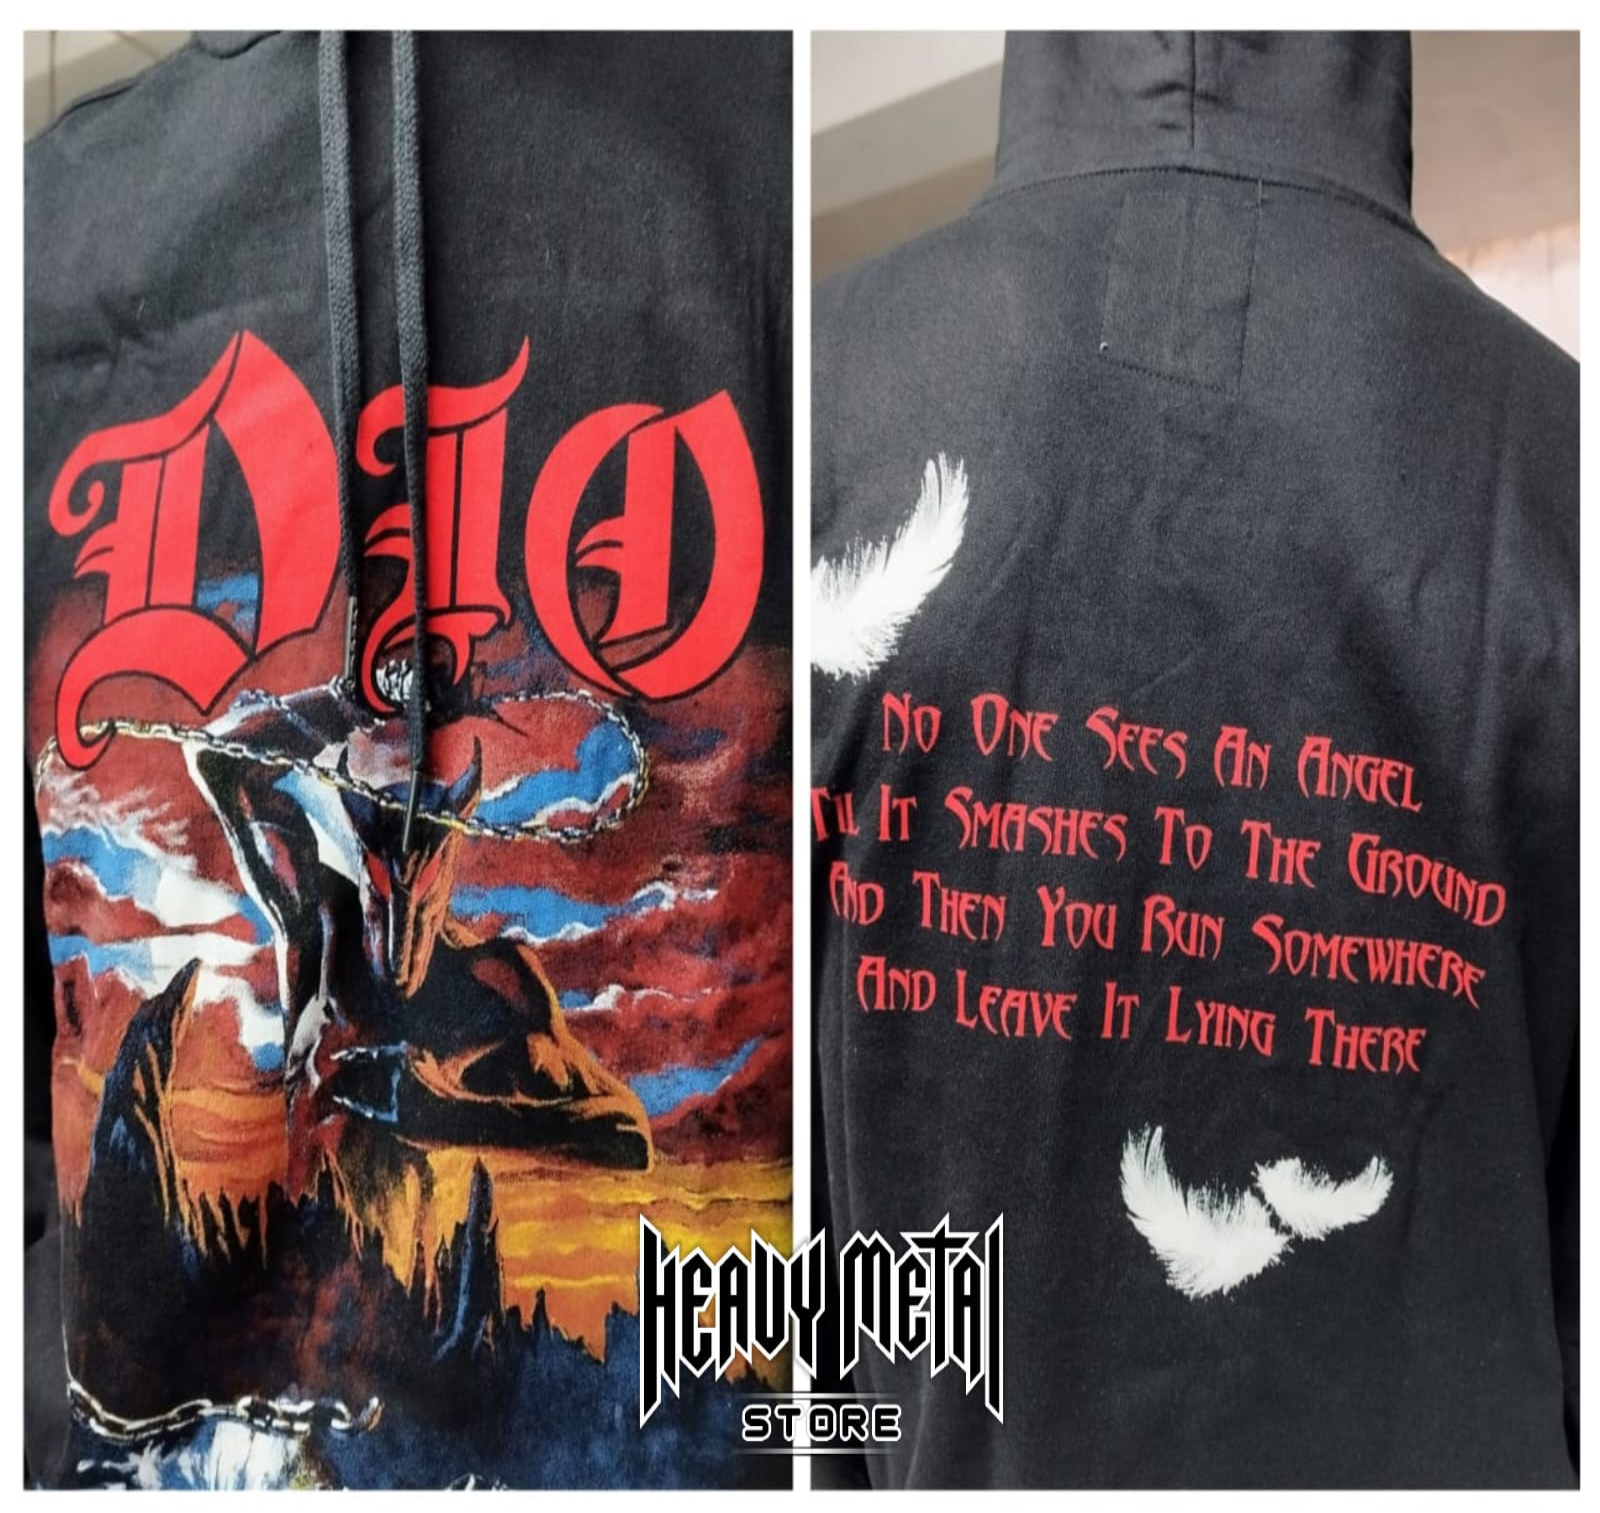 DIO
No One Sees An Angel
Til It Smashes To The Ground
And Then You Run Somewhere
And Leave It Lying There
HEAVY METAL
STORE